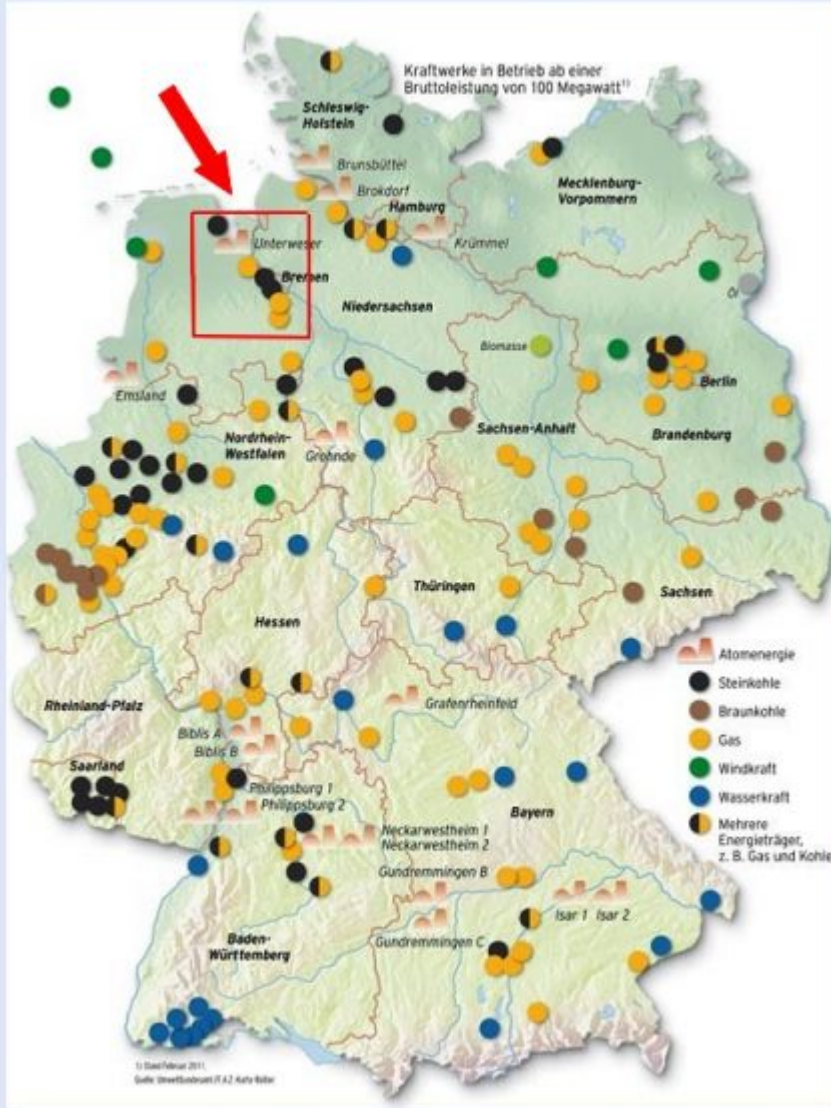 Kraftwerke in Betrieb ab einer
Bruttoleistung von 100 Megawatt¹⁾
Schleswig-
Holstein
Brunsbüttel
Mecklenburg-
Vorpommern
Brokdorf
Hamburg
Unterweser
Krümmel
Bremen
Niedersachsen
Biomasse
Emsland
Berlin
Nordrhein-
Westfalen
Sachsen-Anhalt
Brandenburg
Grohnde
Thüringen
Sachsen
Hessen
Atomenergie
Steinkohle
Braunkohle
Gas
Windkraft
Wasserkraft
Mehrere
Energieträger,
z. B. Gas und Kohle
Rheinland-Pfalz
Grafenrheinfeld
Biblis A
Biblis B
Saarland
Philippsburg 1
Philippsburg 2
Bayern
Neckarwestheim 1
Neckarwestheim 2
Gundremmingen B
Isar 1 Isar 2
Gundremmingen C
Baden-
Württemberg
1) Stand Februar 2011.
Quelle: Umweltbundesamt / F.A.Z.-Karte